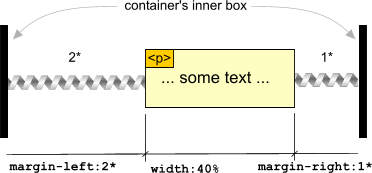 container's inner box
2*
<p>
1*
... some text ...
margin-left:2*
width:40%
margin-right:1*